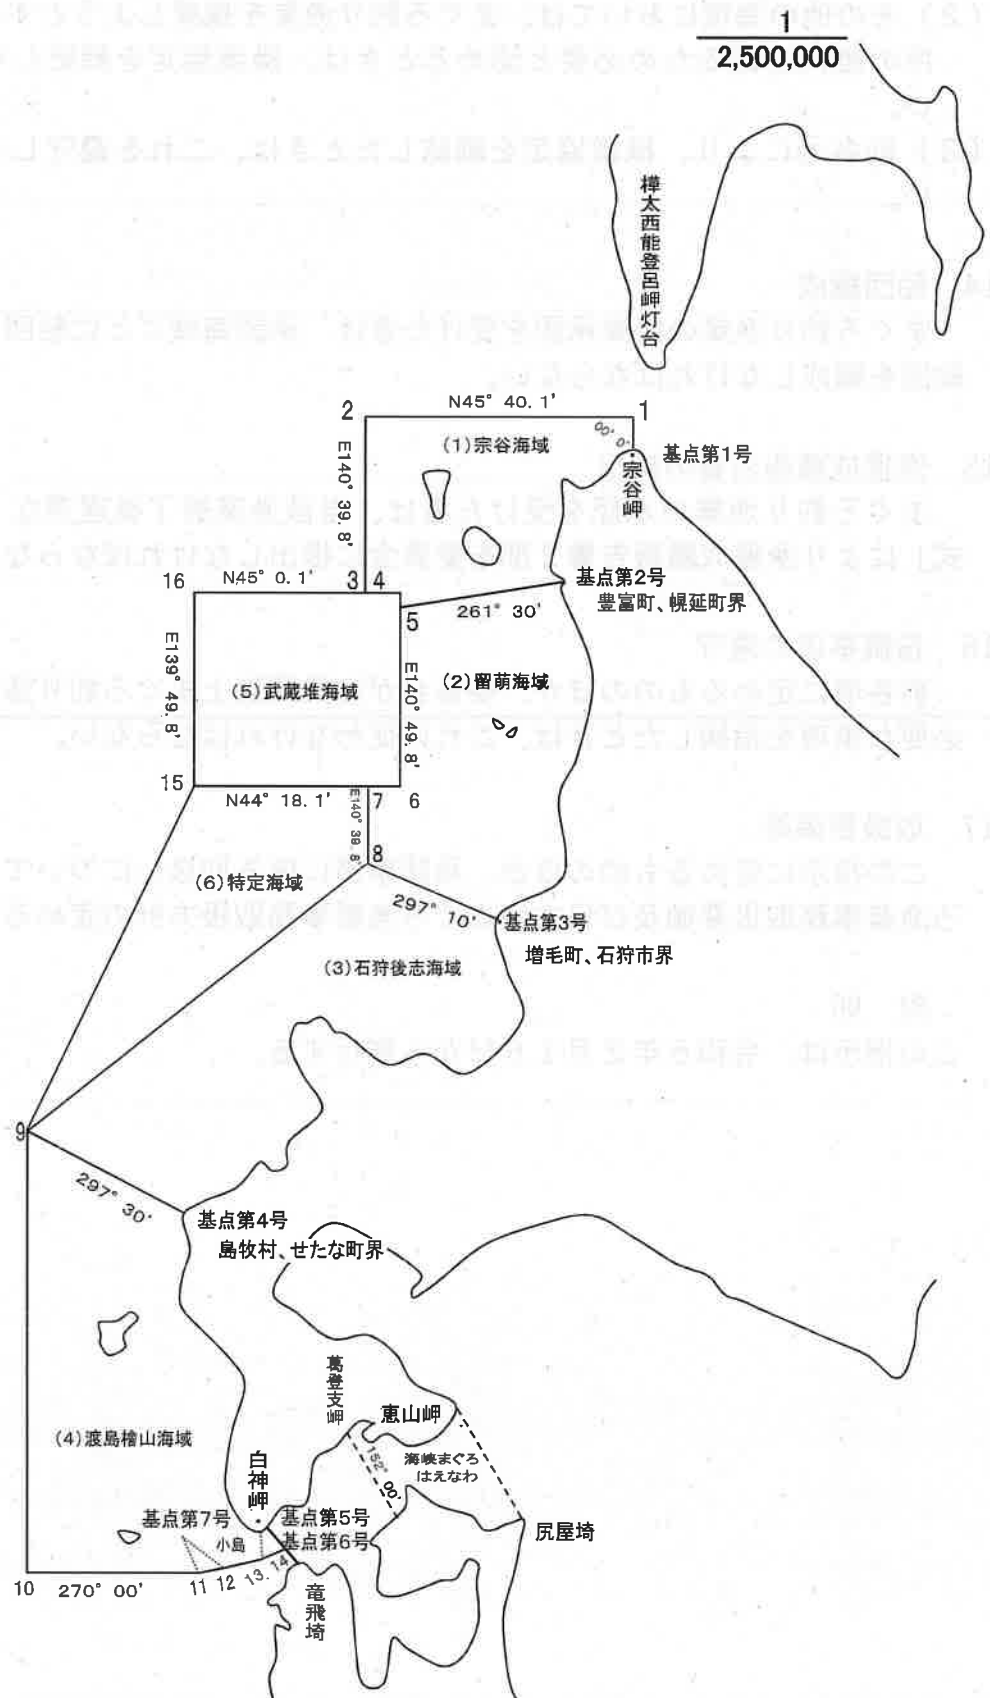 1
2,500,000
樺太西能登呂岬灯台
2
N45° 40.1'
1
(1)宗谷海域
00' 0'
基点第1号
宗谷岬
E140° 39.8'
16
N45° 0.1'
3
4
基点第2号
豊富町、幌延町界
5
261° 30'
E139° 49.8'
(5)武蔵堆海域
E140° 49.8'
(2)留萌海域
15
N44° 18.1'
E140° 39.8'
7
6
8
(6)特定海域
297° 10'
基点第3号
増毛町、石狩市界
(3)石狩後志海域
9
297° 30'
基点第4号
島牧村、せたな町界
葛登支岬
恵山岬
(4)渡島檜山海域
白神岬
152° 00'
海峡まぐろ
はえなわ
基点第7号
基点第5号
小島
基点第6号
尻屋埼
10
270° 00'
11
12
13.
14
竜飛埼